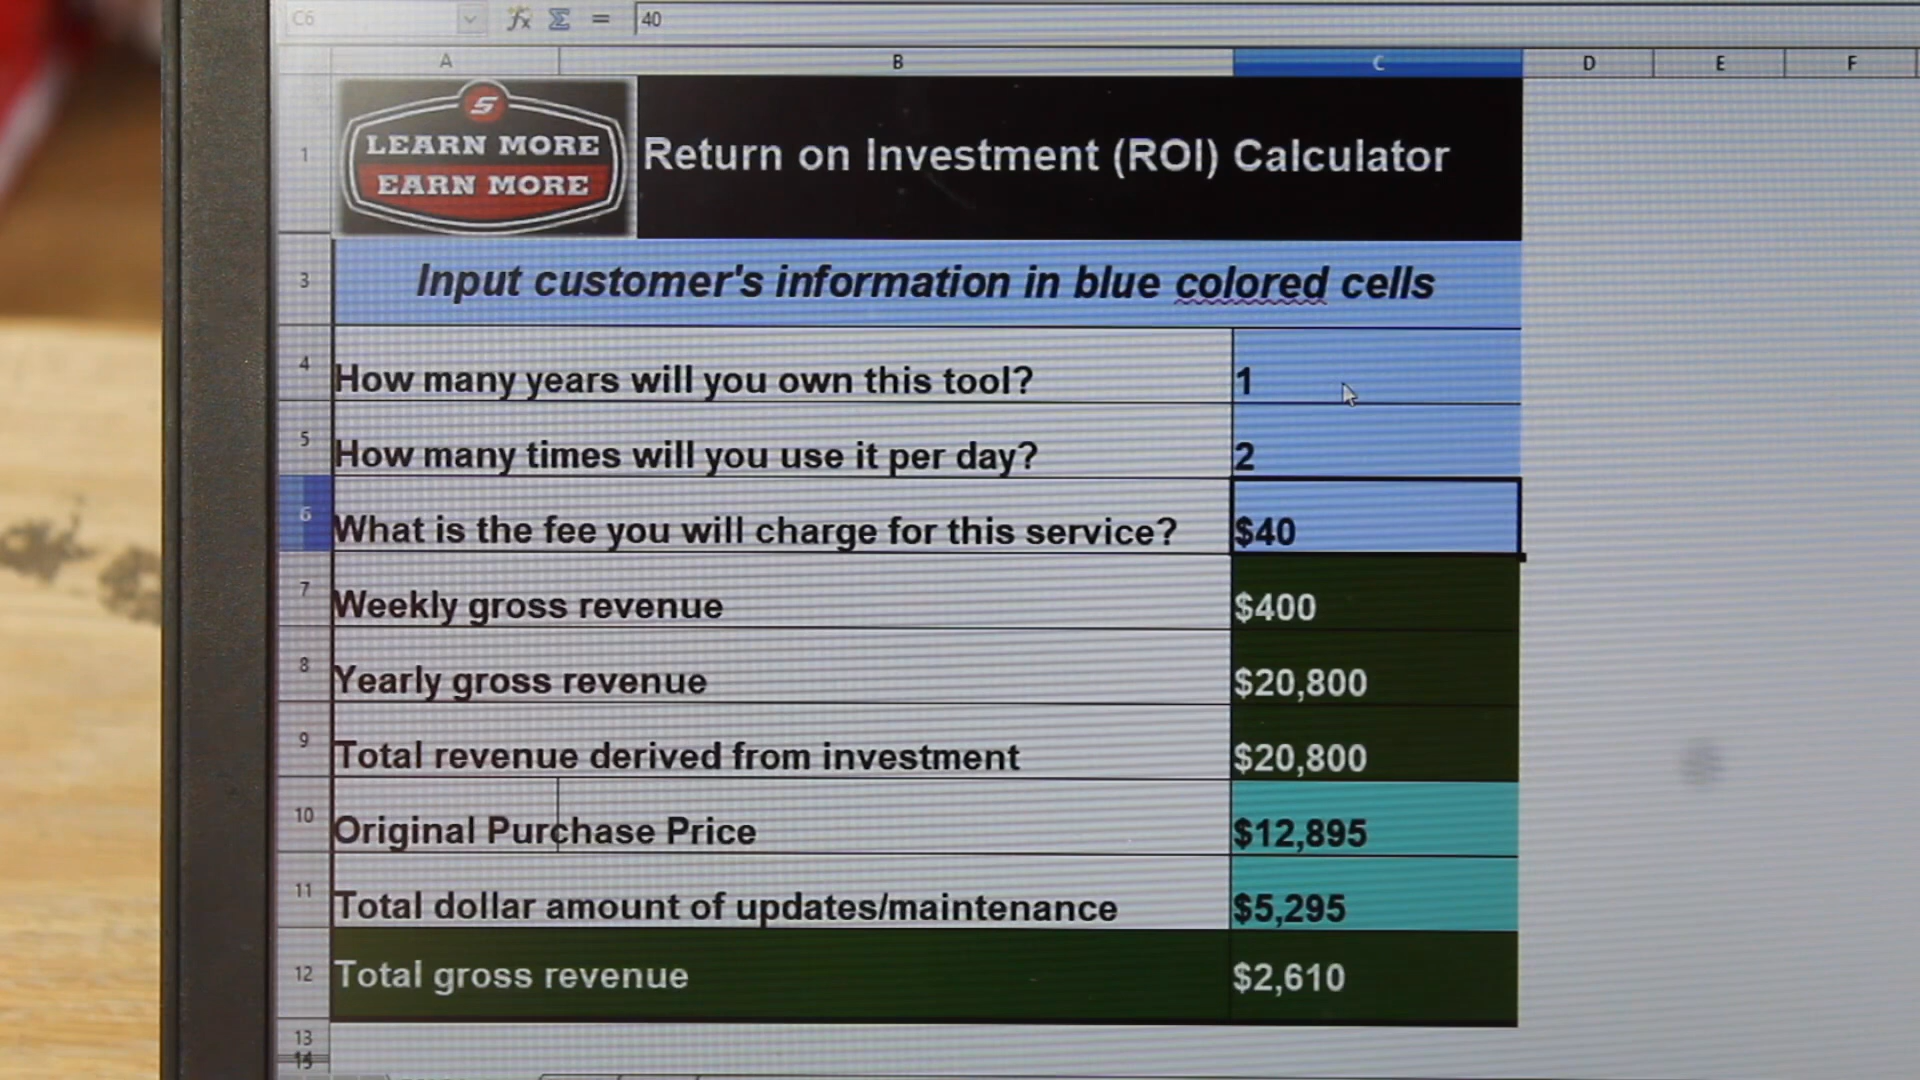 C6 fx Σ = 40
A B C D E F
S
LEARN MORE
EARN MORE
1 Return on Investment (ROI) Calculator
3 Input customer's information in blue colored cells
4 How many years will you own this tool? 1
5 How many times will you use it per day? 2
6 What is the fee you will charge for this service? $40
7 Weekly gross revenue $400
8 Yearly gross revenue $20,800
9 Total revenue derived from investment $20,800
10 Original Purchase Price $12,895
11 Total dollar amount of updates/maintenance $5,295
12 Total gross revenue $2,610
13